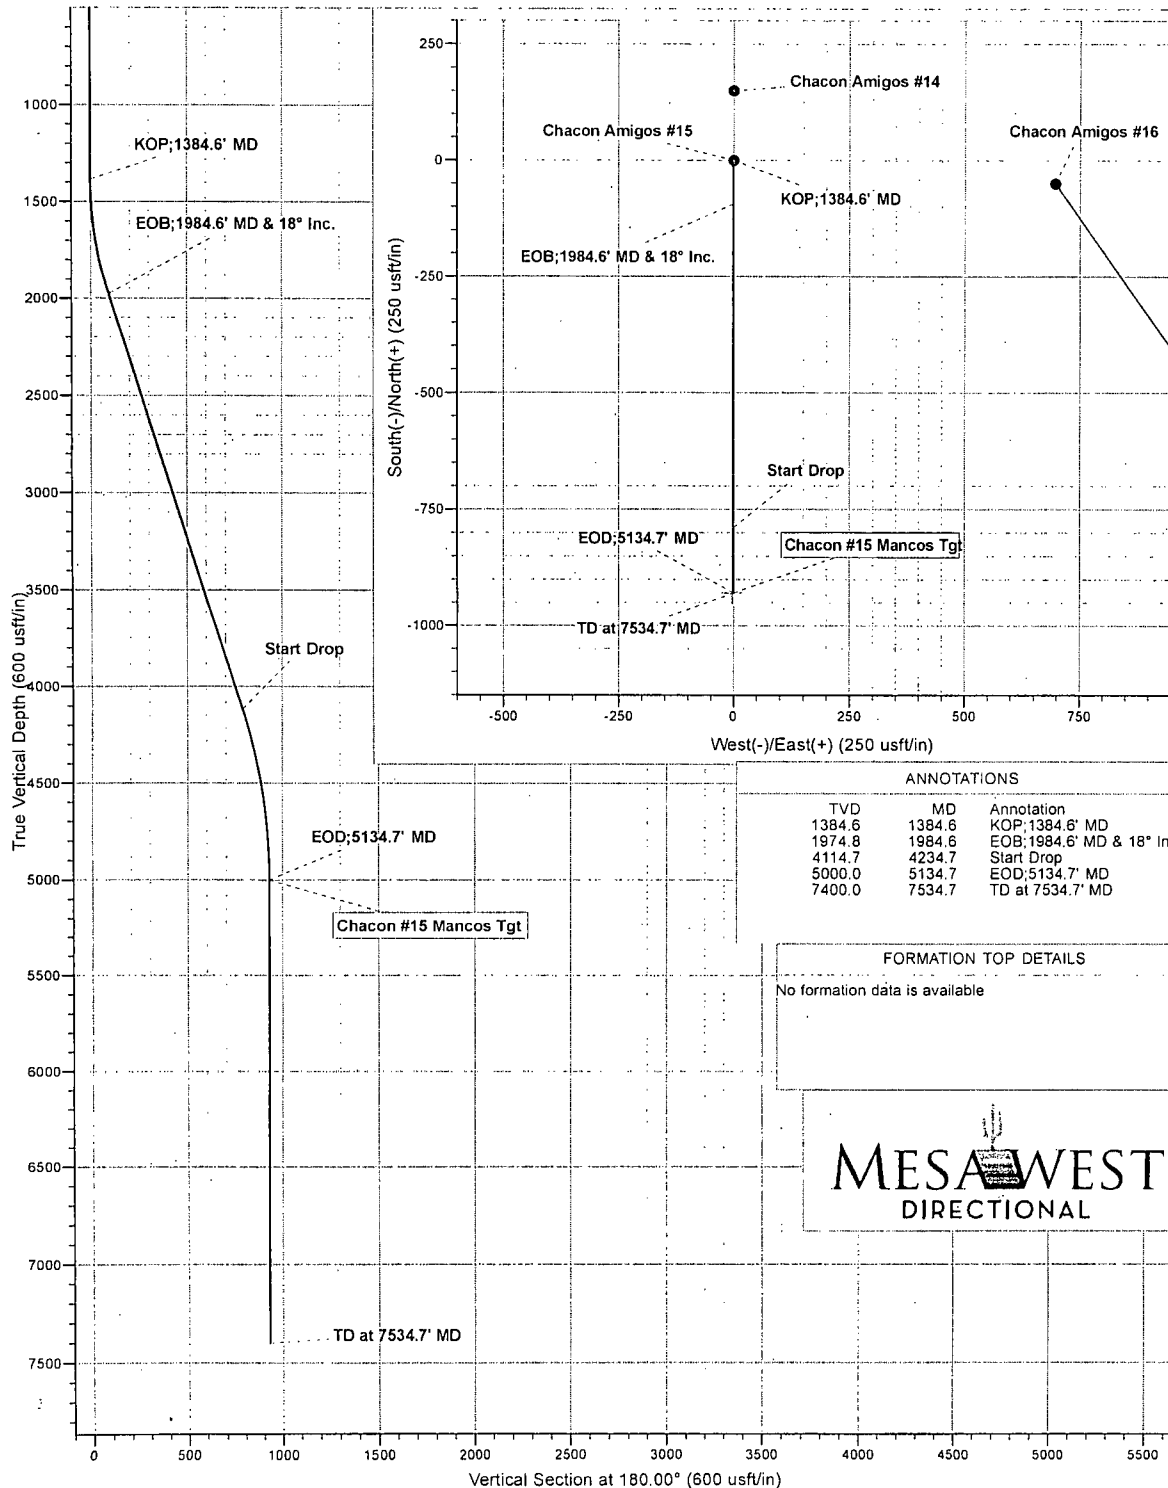 250
0
-250
-500
-750
-1000
South(-)/North(+) (250 usft/in)
-500 0 250 500 750
West(-)/East(+) (250 usft/in)
Chacon Amigos #14
Chacon Amigos #15
Chacon Amigos #16
KOP;1384.6' MD
EOB;1984.6' MD & 18° Inc.
Start Drop
EOD;5134.7' MD
Chacon #15 Mancos Tgt
TD at 7534.7' MD
1000
1500
2000
2500
3000
3500
4000
4500
5000
5500
6000
6500
7000
7500
True Vertical Depth (600 usft/in)
KOP;1384.6' MD
EOB;1984.6' MD & 18° Inc.
Start Drop
EOD;5134.7' MD
Chacon #15 Mancos Tgt
TD at 7534.7' MD
0 500 1000 1500 2000 2500 3000 3500 4000 4500 5000 5500
Vertical Section at 180.00° (600 usft/in)
ANNOTATIONS
TVD MD Annotation
1384.6 1384.6 KOP;1384.6' MD
1974.8 1984.6 EOB;1984.6' MD & 18° In
4114.7 4234.7 Start Drop
5000.0 5134.7 EOD;5134.7' MD
7400.0 7534.7 TD at 7534.7' MD
FORMATION TOP DETAILS
No formation data is available
MESA WEST
DIRECTIONAL